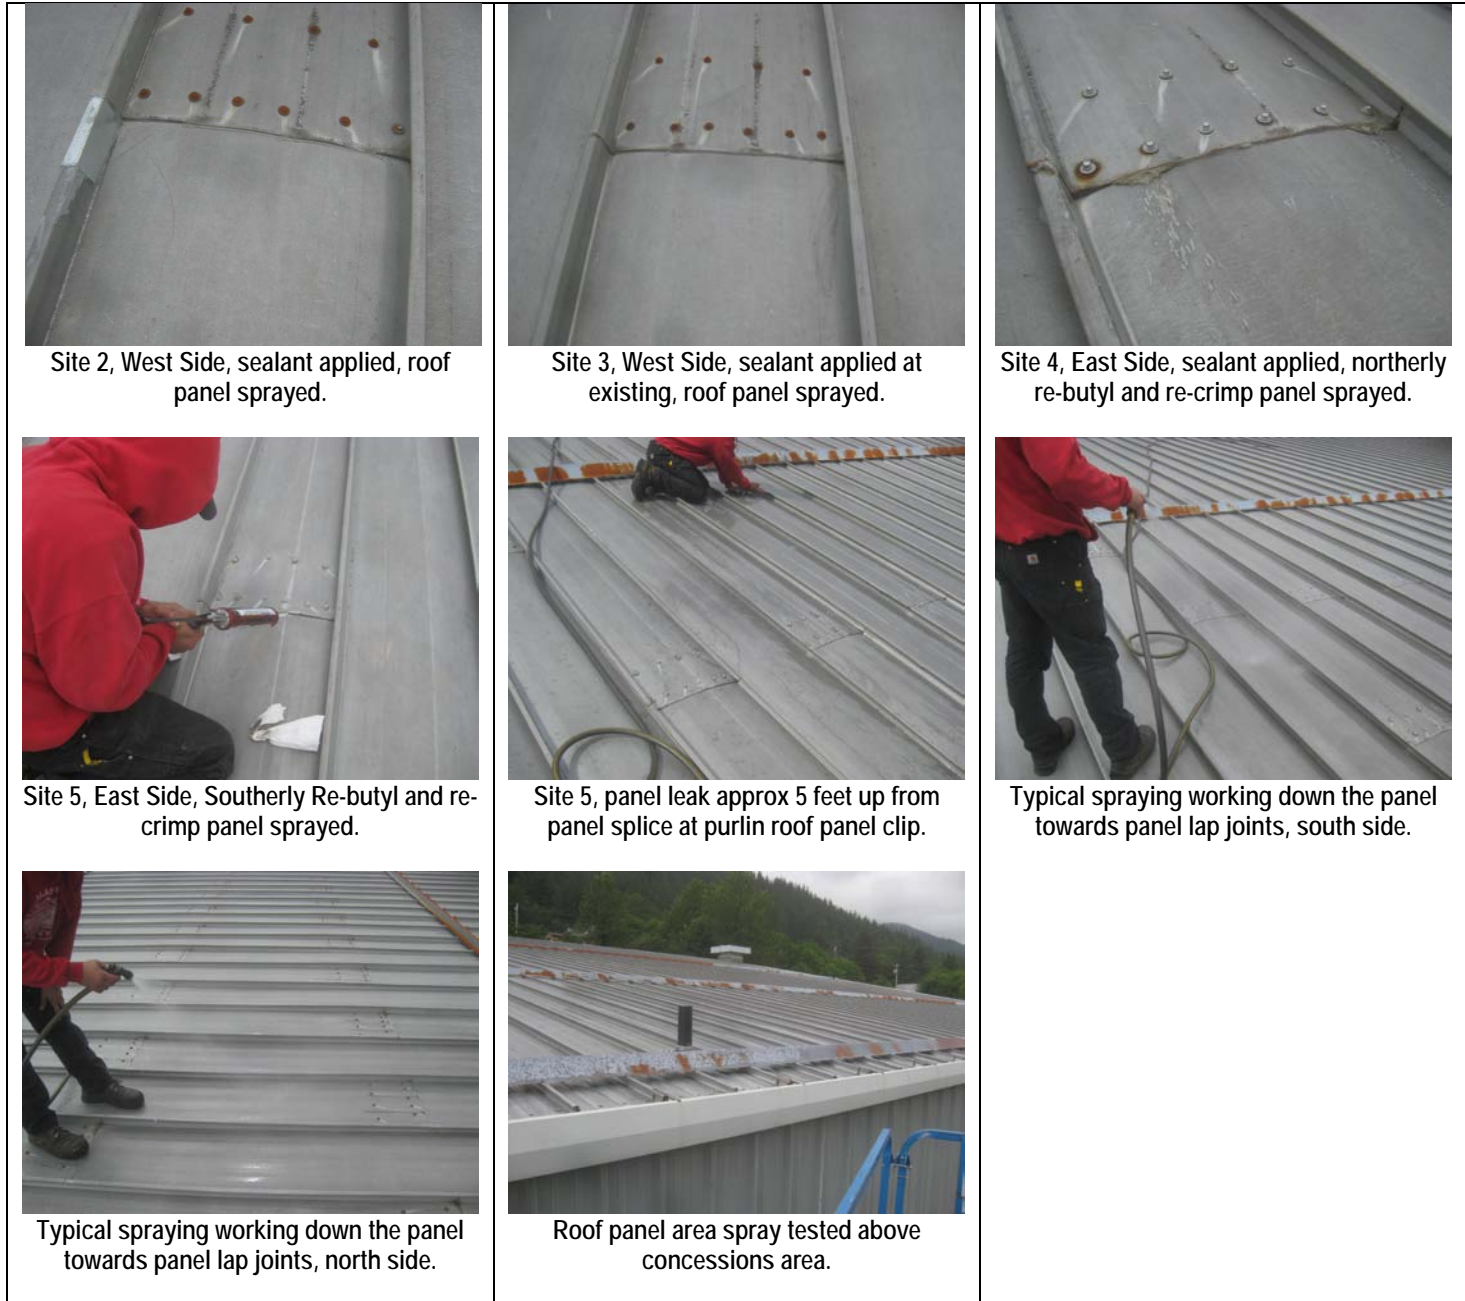 Site 2, West Side, sealant applied, roof
panel sprayed.
Site 3, West Side, sealant applied at
existing, roof panel sprayed.
Site 4, East Side, sealant applied, northerly
re-butyl and re-crimp panel sprayed.
Site 5, East Side, Southerly Re-butyl and re-
crimp panel sprayed.
Site 5, panel leak approx 5 feet up from
panel splice at purlin roof panel clip.
Typical spraying working down the panel
towards panel lap joints, south side.
Typical spraying working down the panel
towards panel lap joints, north side.
Roof panel area spray tested above
concessions area.